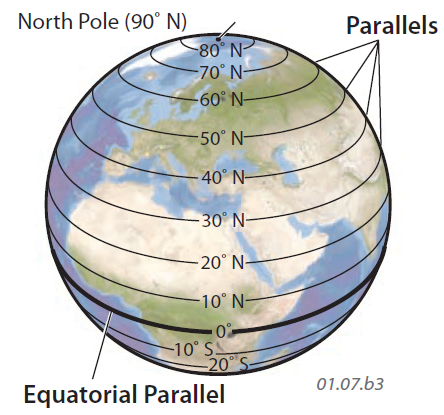 North Pole (90° N)
Parallels
80° N
70° N
60° N
50° N
40° N
30° N
20° N
10° N
0°
10° S
20° S
Equatorial Parallel
01.07.b3